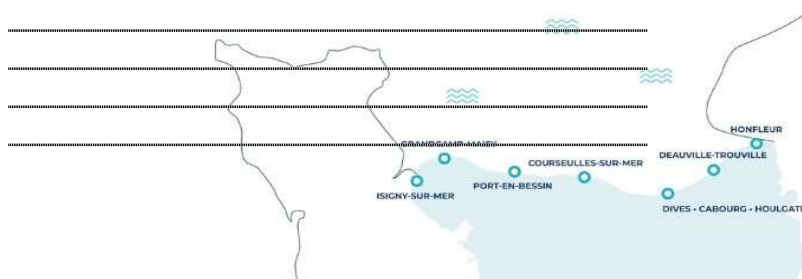 HONFLEUR
GRANDCAMP-MAISY
DEAUVILLE-TROUVILLE
COURSEULLES-SUR-MER
PORT-EN-BESSIN
ISIGNY-SUR-MER
DIVES • CABOURG • HOULGATE